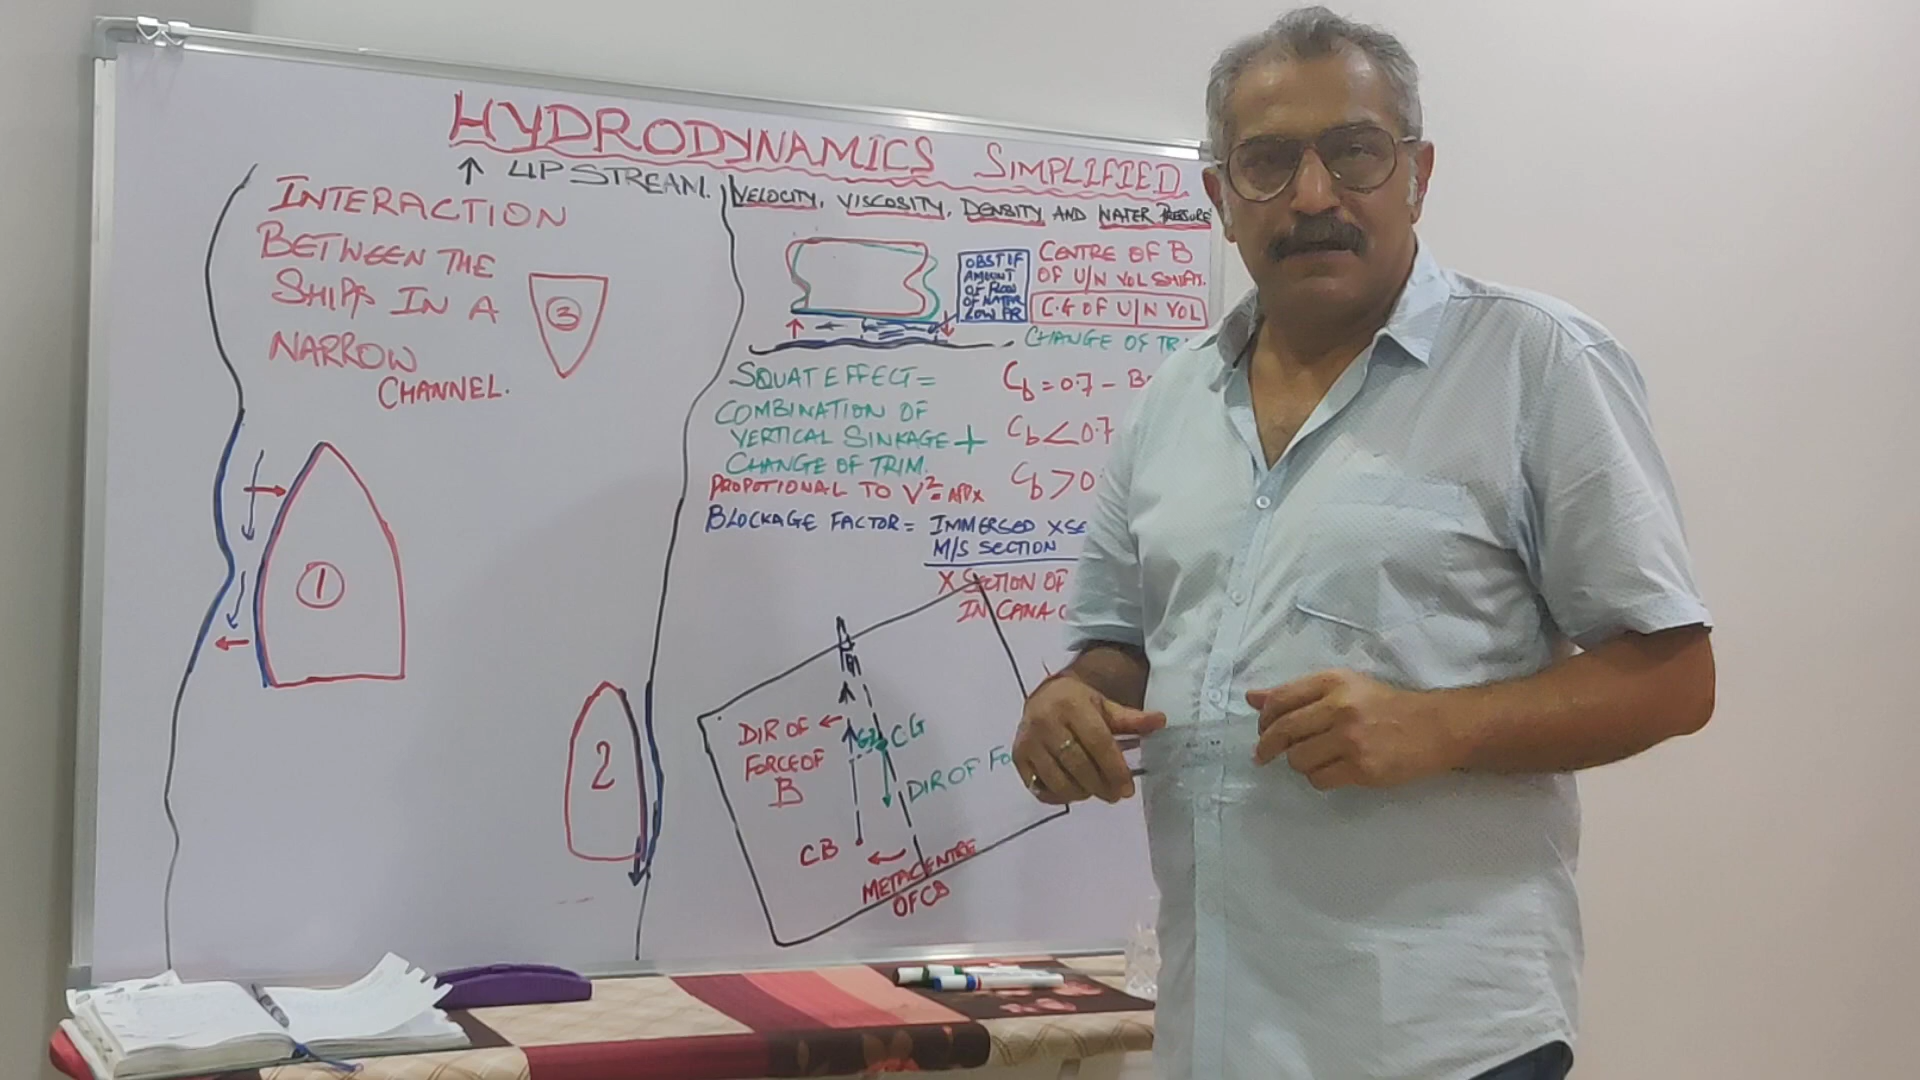 HYDRODYNAMICS SIMPLIFIED
↑ UPSTREAM.
VELOCITY, VISCOSITY, DENSITY AND WATER PRESSURE
INTERACTION
BETWEEN THE
SHIPS IN A
NARROW
CHANNEL.
3
1
2
OBST IF
AMOUNT
OF FLOW
OF WATER
LOW PR
CENTRE OF B
OF U/N VOL SHIFTS.
C.G OF U/N VOL
CHANGE OF TR
SQUAT EFFECT =
COMBINATION OF
VERTICAL SINKAGE +
CHANGE OF TRIM.
PROPOTIONAL TO V² = APPX
Cb = 0.7 - B
Cb < 0.7
Cb > 0.
BLOCKAGE FACTOR = IMMERSED X SE
M/S SECTION
X SECTION OF
IN CANA
DIR OF
FORCE OF
B
CG
DIR OF FO
CB
METACENTRE
OF CB